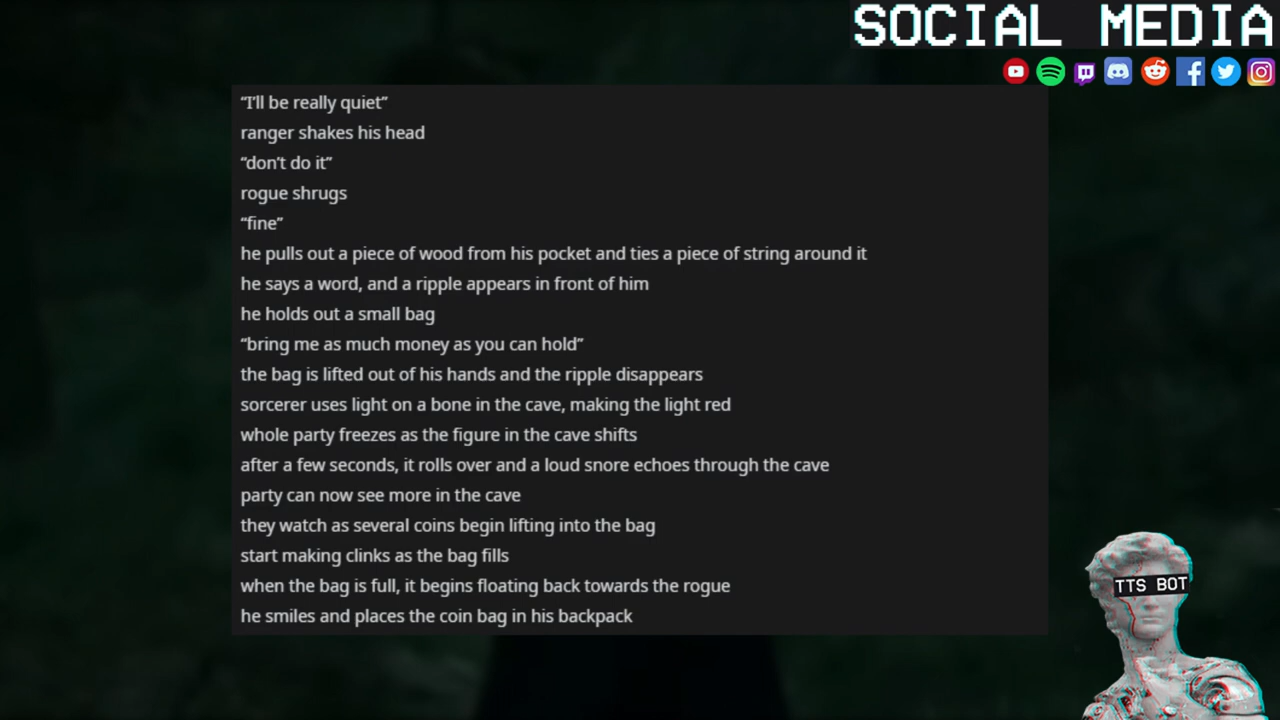 SOCIAL MEDIA
“I’ll be really quiet”
ranger shakes his head
“don’t do it”
rogue shrugs
“fine”
he pulls out a piece of wood from his pocket and ties a piece of string around it
he says a word, and a ripple appears in front of him
he holds out a small bag
“bring me as much money as you can hold”
the bag is lifted out of his hands and the ripple disappears
sorcerer uses light on a bone in the cave, making the light red
whole party freezes as the figure in the cave shifts
after a few seconds, it rolls over and a loud snore echoes through the cave
party can now see more in the cave
they watch as several coins begin lifting into the bag
start making clinks as the bag fills
when the bag is full, it begins floating back towards the rogue
he smiles and places the coin bag in his backpack
TTS BOT